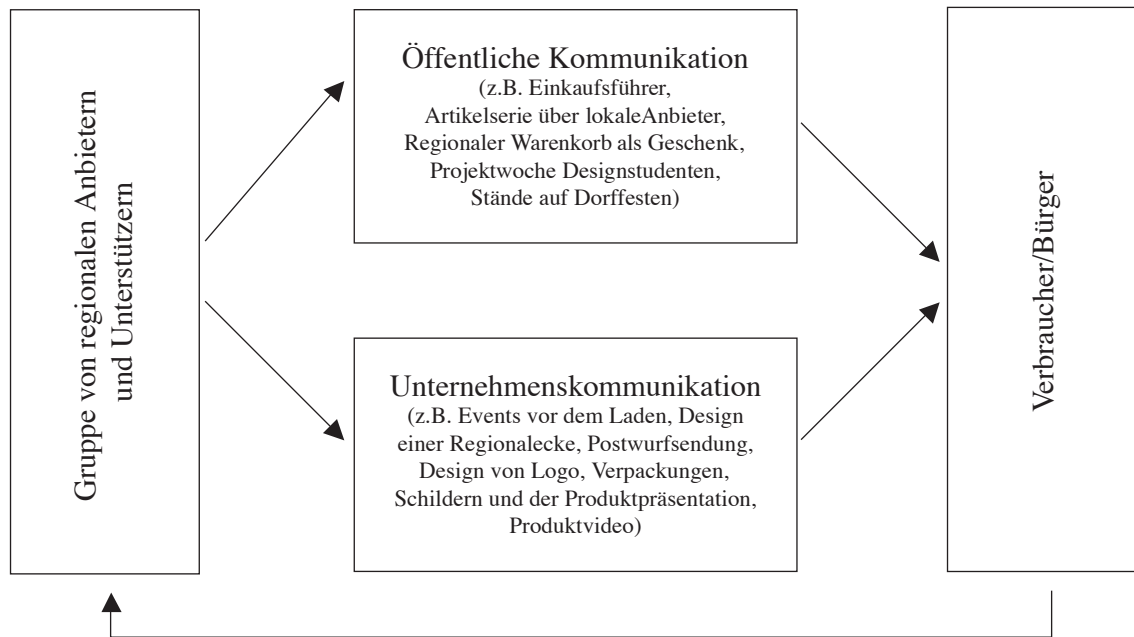 Gruppe von regionalen Anbietern
und Unterstützern
Öffentliche Kommunikation
(z.B. Einkaufsführer,
Artikelserie über lokaleAnbieter,
Regionaler Warenkorb als Geschenk,
Projektwoche Designstudenten,
Stände auf Dorffesten)
Unternehmenskommunikation
(z.B. Events vor dem Laden, Design
einer Regionalecke, Postwurfsendung,
Design von Logo, Verpackungen,
Schildern und der Produktpräsentation,
Produktvideo)
Verbraucher/Bürger